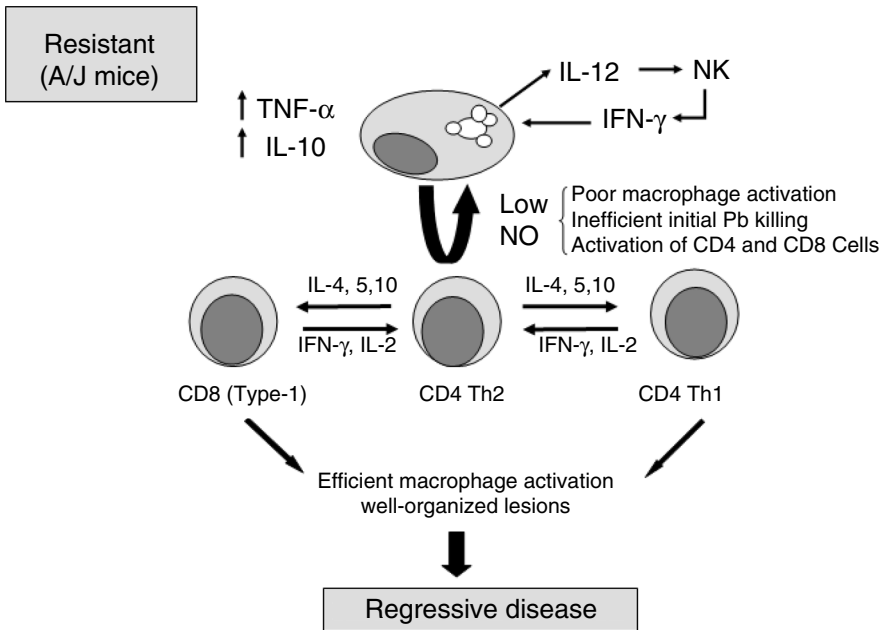 Resistant
(A/J mice)
TNF-α
IL-10
IL-12
NK
IFN-γ
Low
NO
Poor macrophage activation
Inefficient initial Pb killing
Activation of CD4 and CD8 Cells
IL-4, 5,10
IL-4, 5,10
IFN-γ, IL-2
IFN-γ, IL-2
CD8 (Type-1)
CD4 Th2
CD4 Th1
Efficient macrophage activation
well-organized lesions
Regressive disease